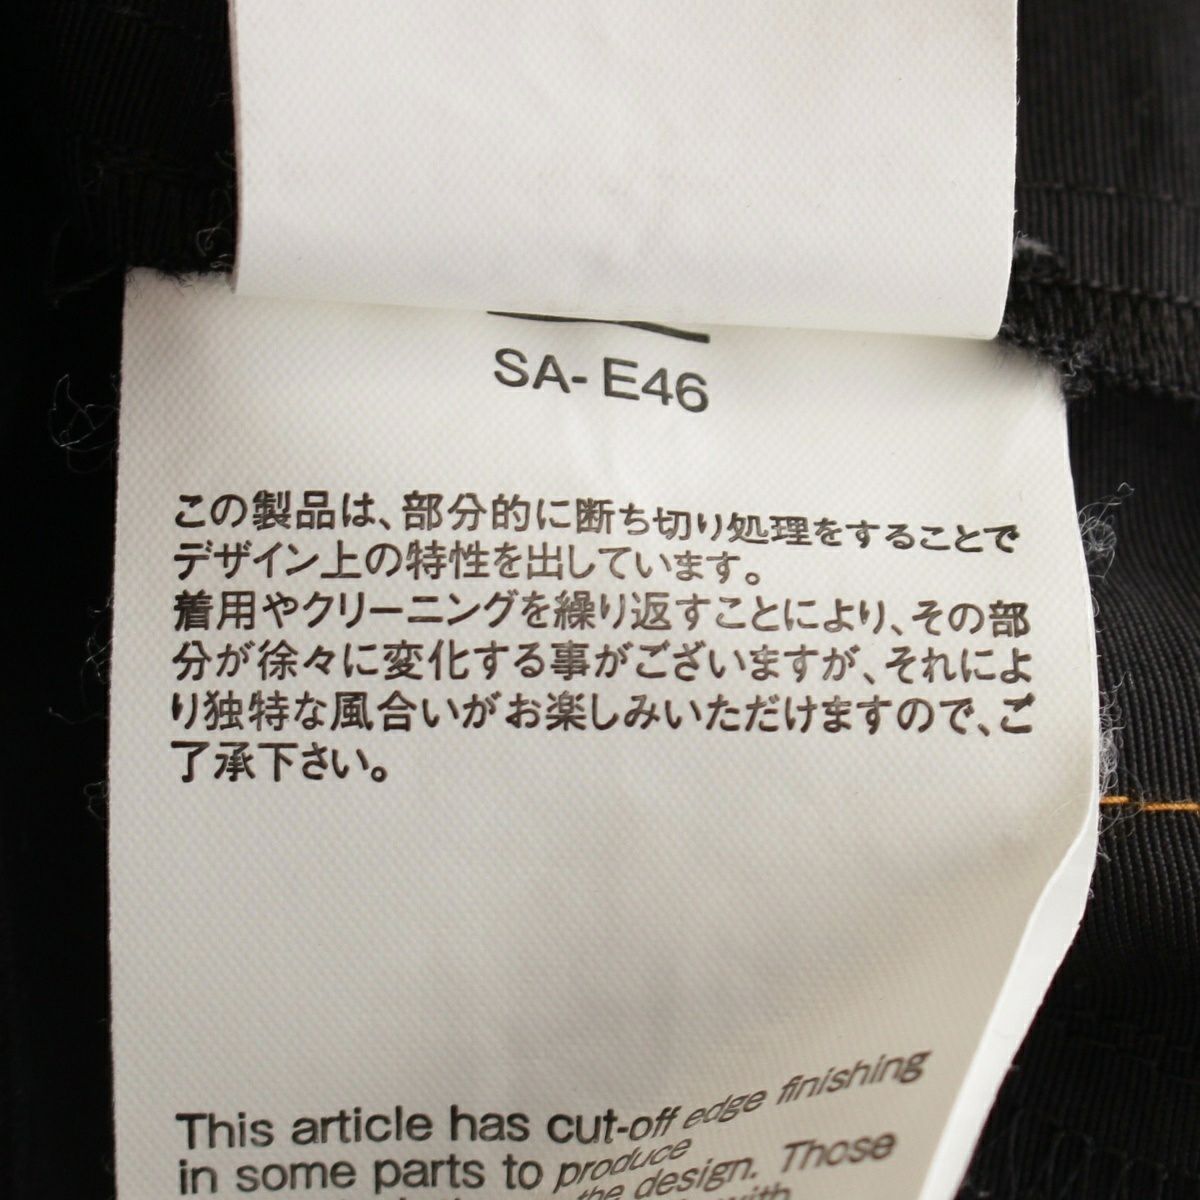 SA- E46
この製品は、部分的に断ち切り処理をすることで
デザイン上の特性を出しています。
着用やクリーニングを繰り返すことにより、その部
分が徐々に変化する事がございますが、それによ
り独特な風合いがお楽しみいただけますので、ご
了承下さい。
This article has cut-off edge finishing
in some parts to produce
the design. Those
with